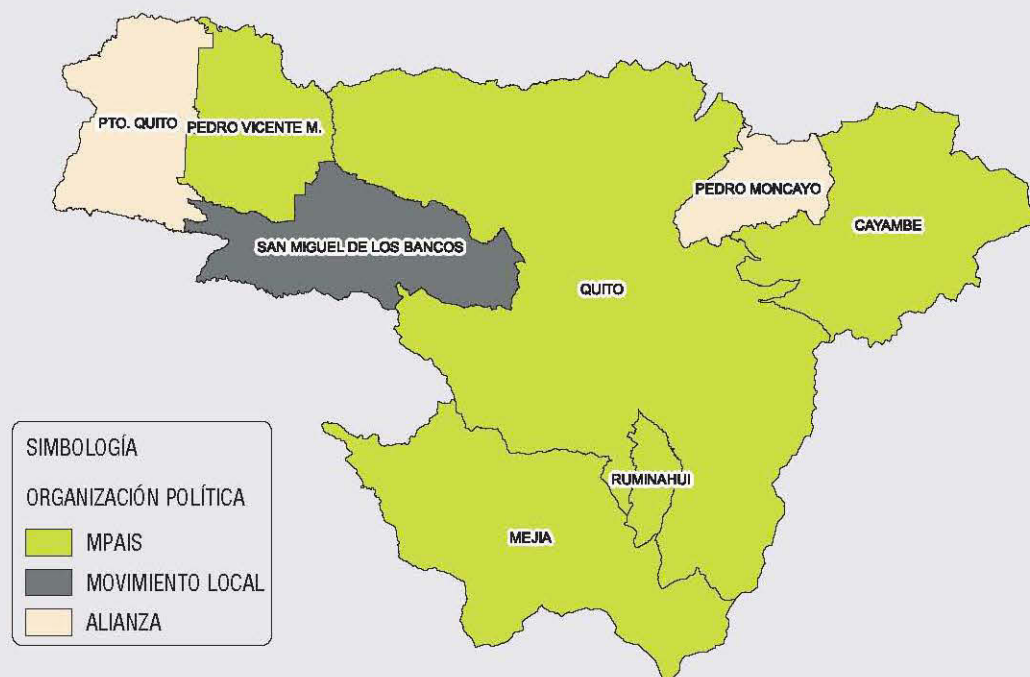 PTO. QUITO
PEDRO VICENTE M.
PEDRO MONCAYO
CAYAMBE
SAN MIGUEL DE LOS BANCOS
QUITO
RUMINAHUI
MEJIA
SIMBOLOGÍA
ORGANIZACIÓN POLÍTICA
MPAIS
MOVIMIENTO LOCAL
ALIANZA